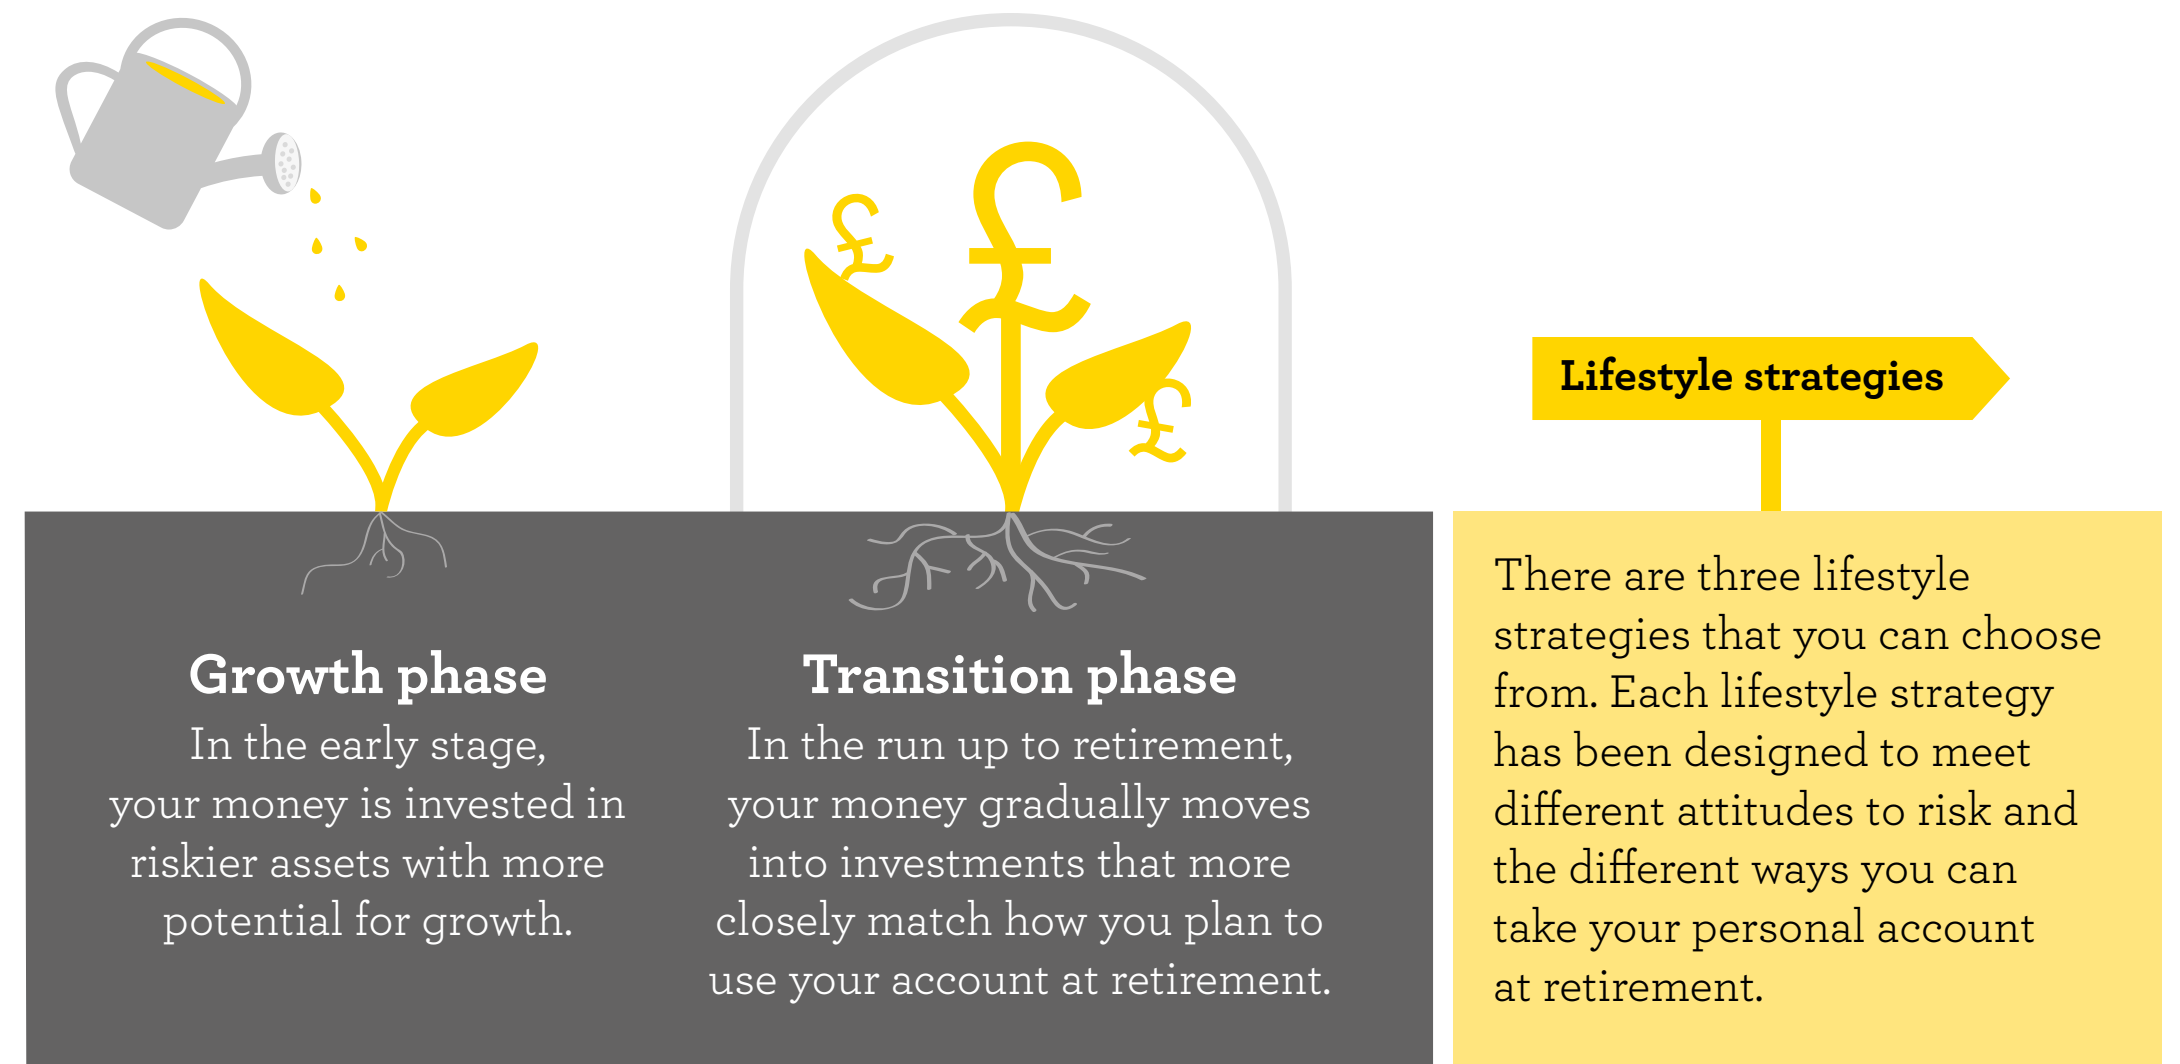 Growth phase
In the early stage,
your money is invested in
riskier assets with more
potential for growth.
Transition phase
In the run up to retirement,
your money gradually moves
into investments that more
closely match how you plan to
use your account at retirement.
Lifestyle strategies
There are three lifestyle
strategies that you can choose
from. Each lifestyle strategy
has been designed to meet
different attitudes to risk and
the different ways you can
take your personal account
at retirement.